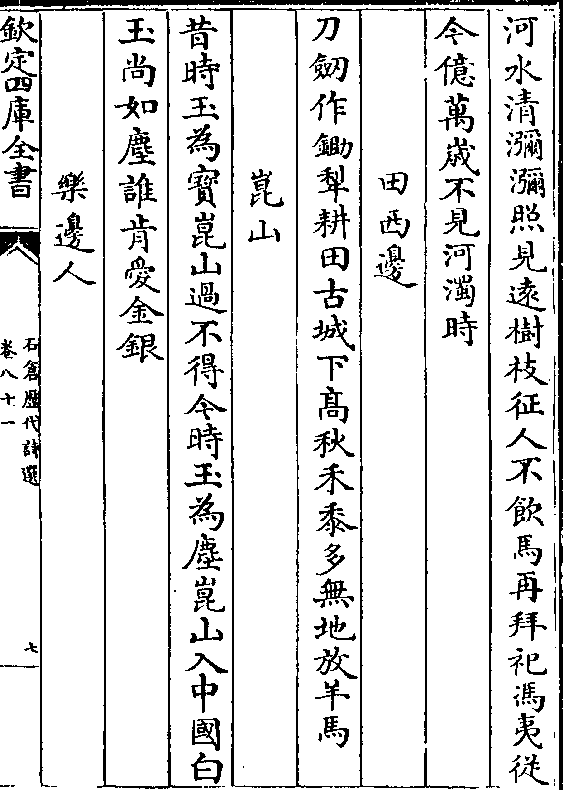 河水清瀰瀰照見遠樹枝征人不飲馬再拜祀馮夷從
今億萬歲不見河濁時
田西邊
刀劒作鋤犁耕田古城下髙秋禾黍多無地放羊馬
崑山
昔時玉為寳崑山過不得今時玉為塵崑山入中國白
玉尚如塵誰肯愛金銀
樂邊人
欽定四庫全書
石倉歴代詩選
卷八十一
七